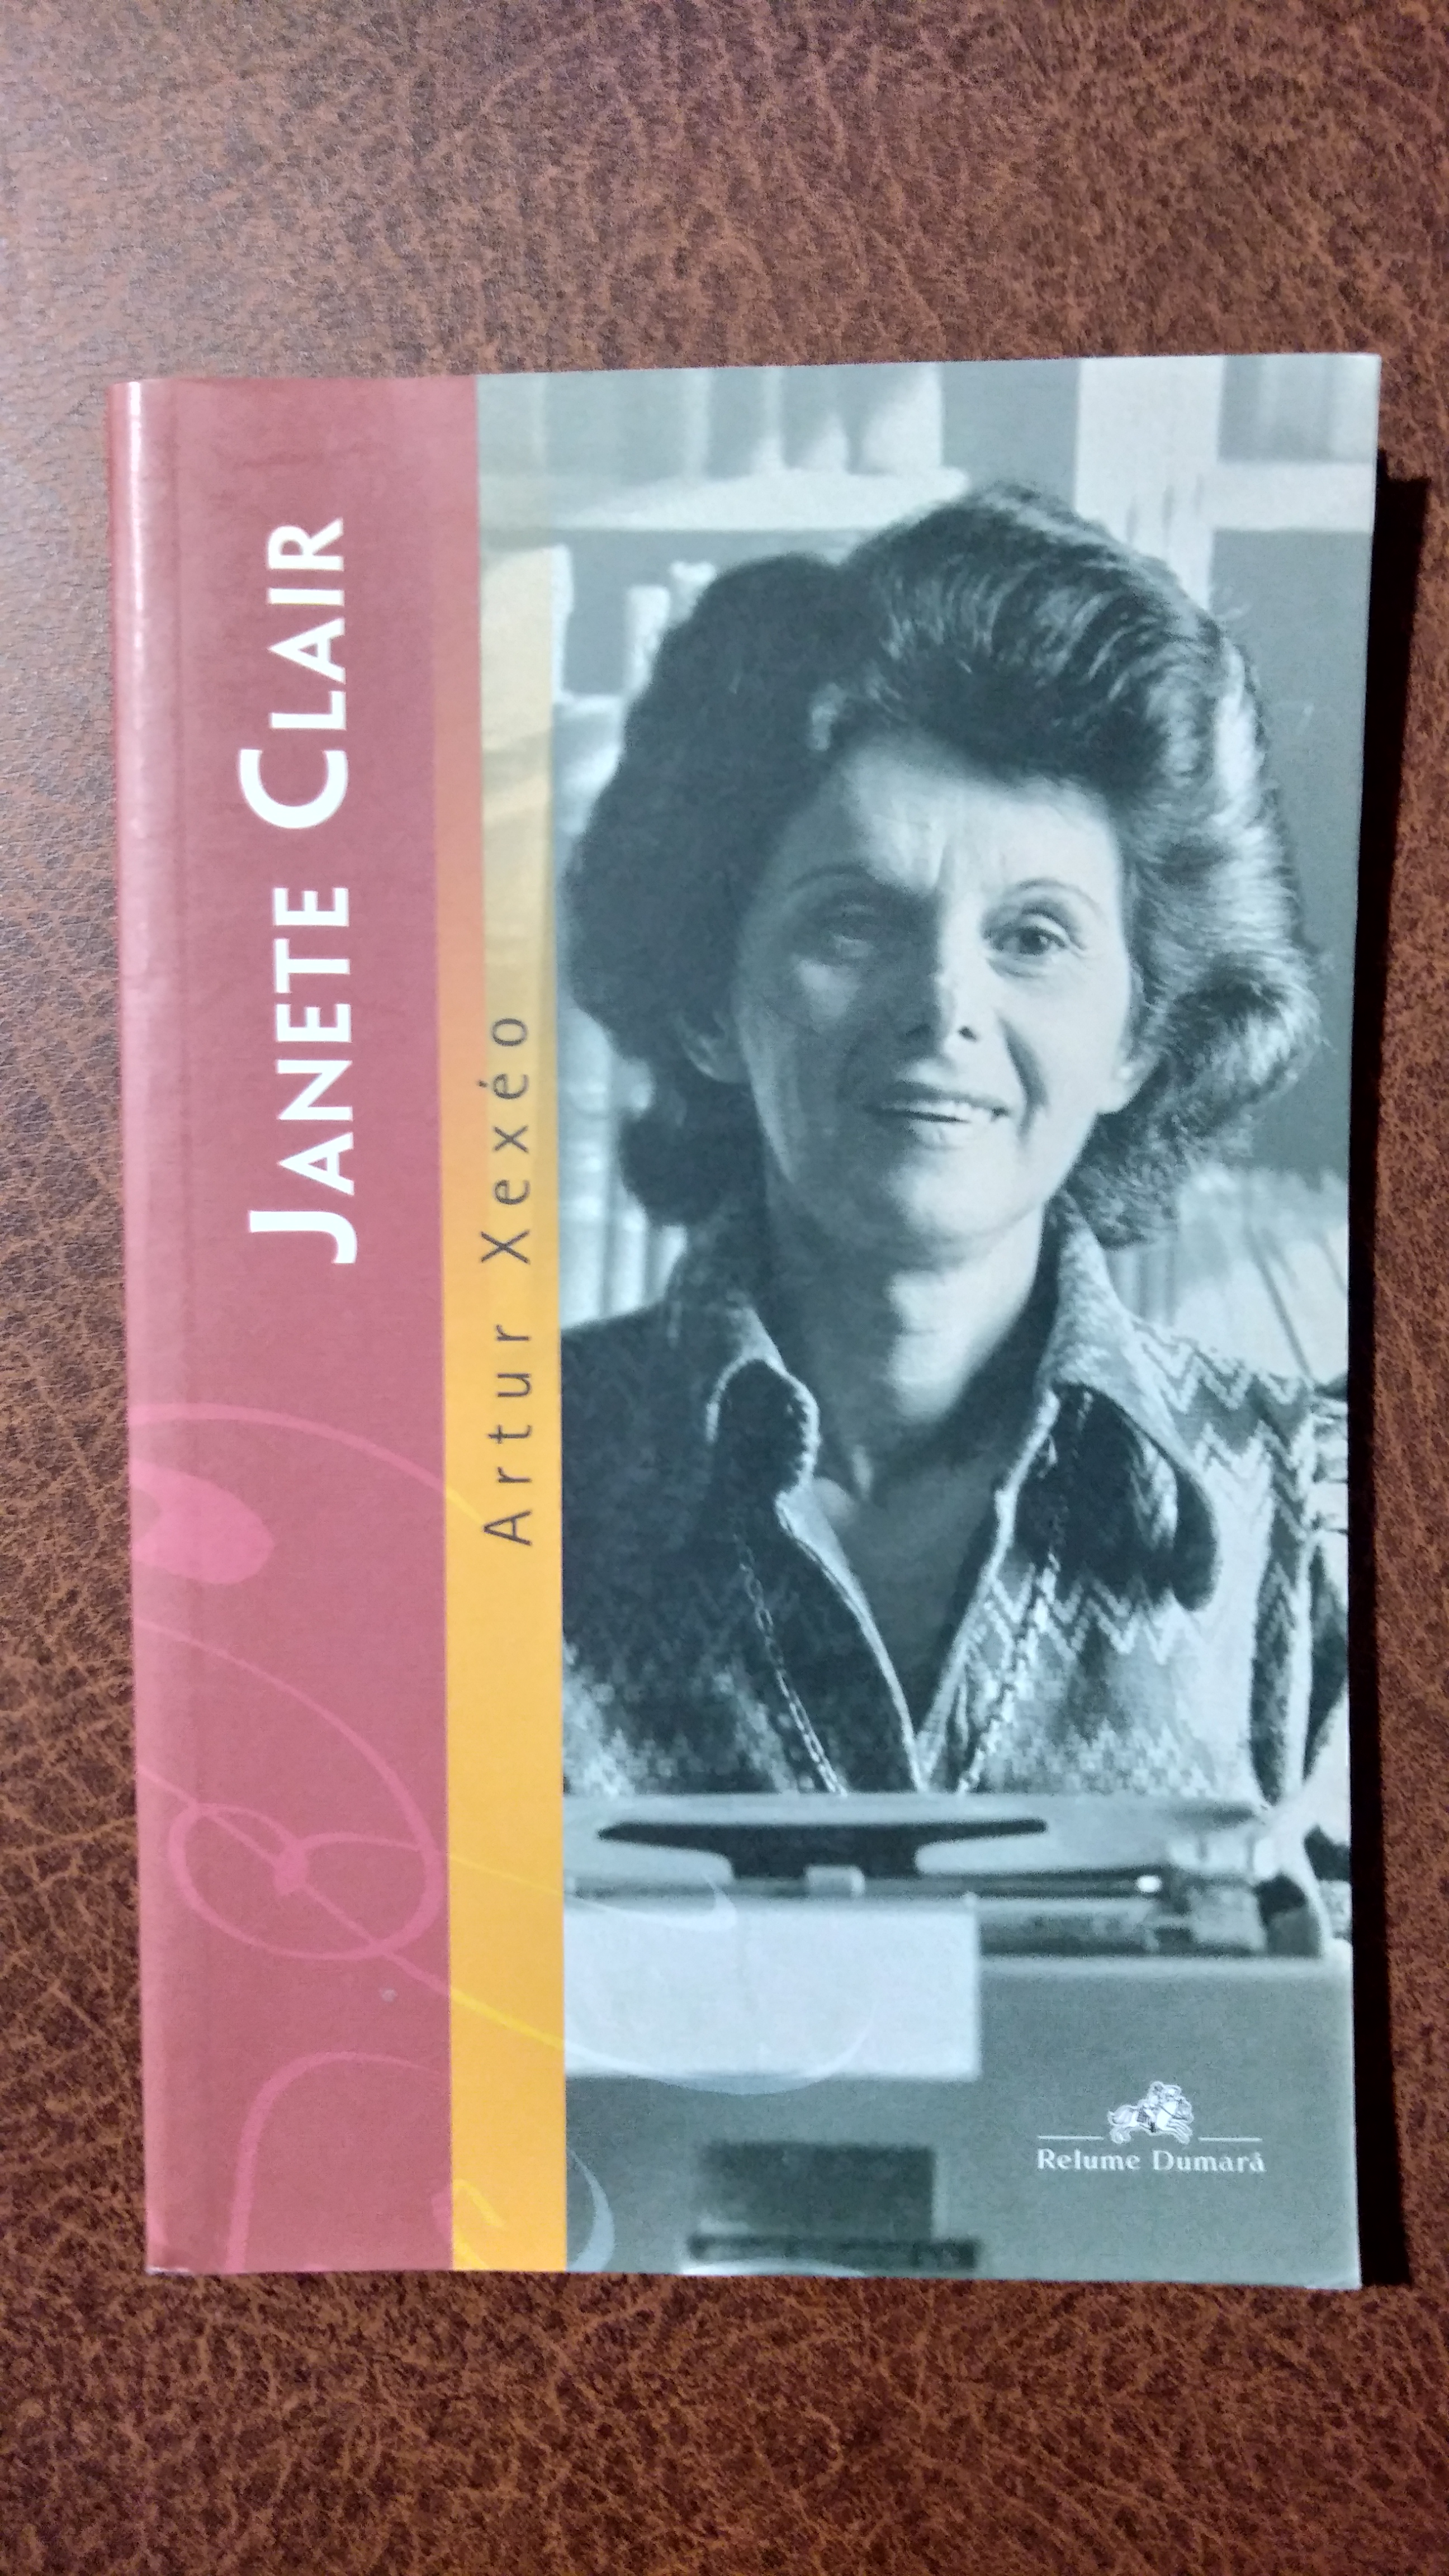 JANETE CLAIR
Artur Xexéo
Relume Dumará